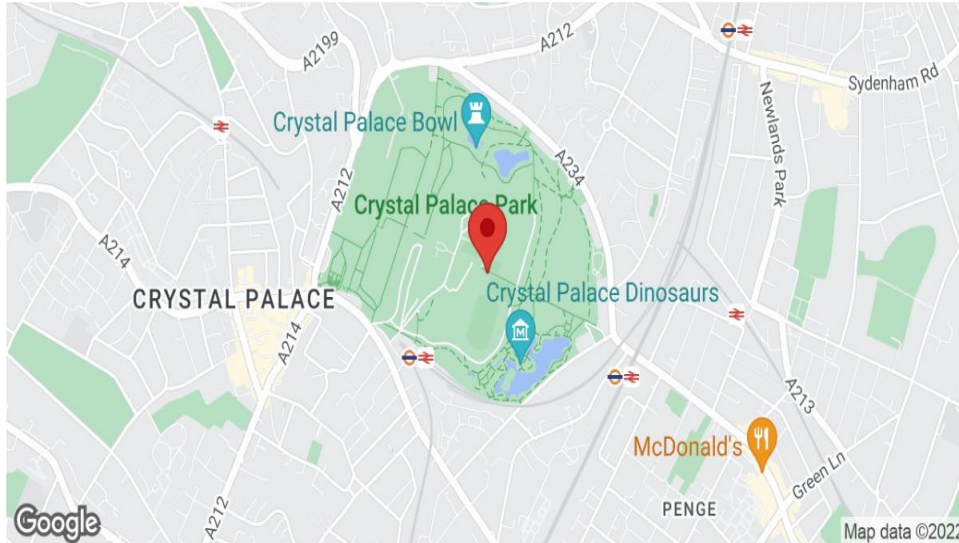 A2199
A212
Sydenham Rd
Crystal Palace Bowl
Newlands Park
A234
A212
Crystal Palace Park
A214
CRYSTAL PALACE
Crystal Palace Dinosaurs
M
A214
A213
McDonald's
Green Ln
A212
PENGE
Google
Map data ©2022